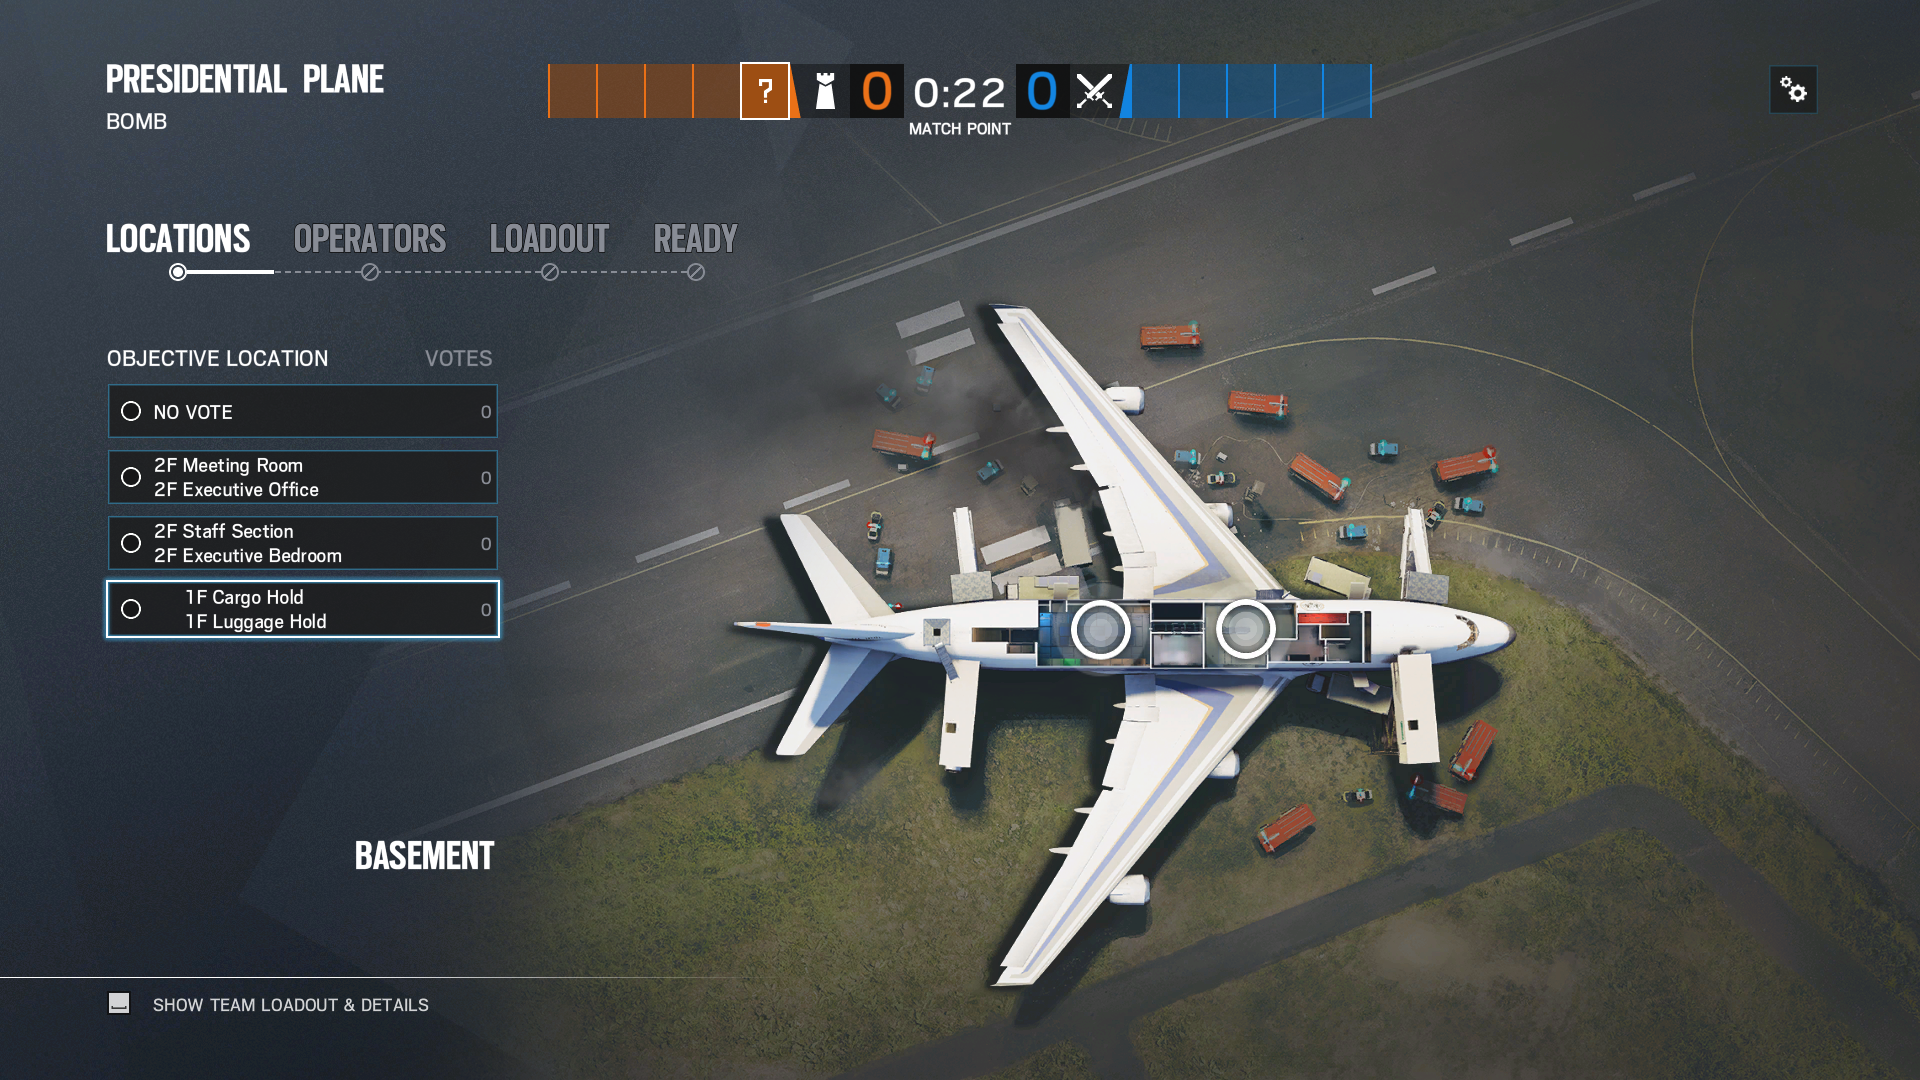 PRESIDENTIAL PLANE
BOMB
?
0
0:22
0
MATCH POINT
LOCATIONS
OPERATORS
LOADOUT
READY
OBJECTIVE LOCATION
VOTES
NO VOTE
0
2F Meeting Room
2F Executive Office
0
2F Staff Section
2F Executive Bedroom
0
1F Cargo Hold
1F Luggage Hold
0
BASEMENT
SHOW TEAM LOADOUT & DETAILS